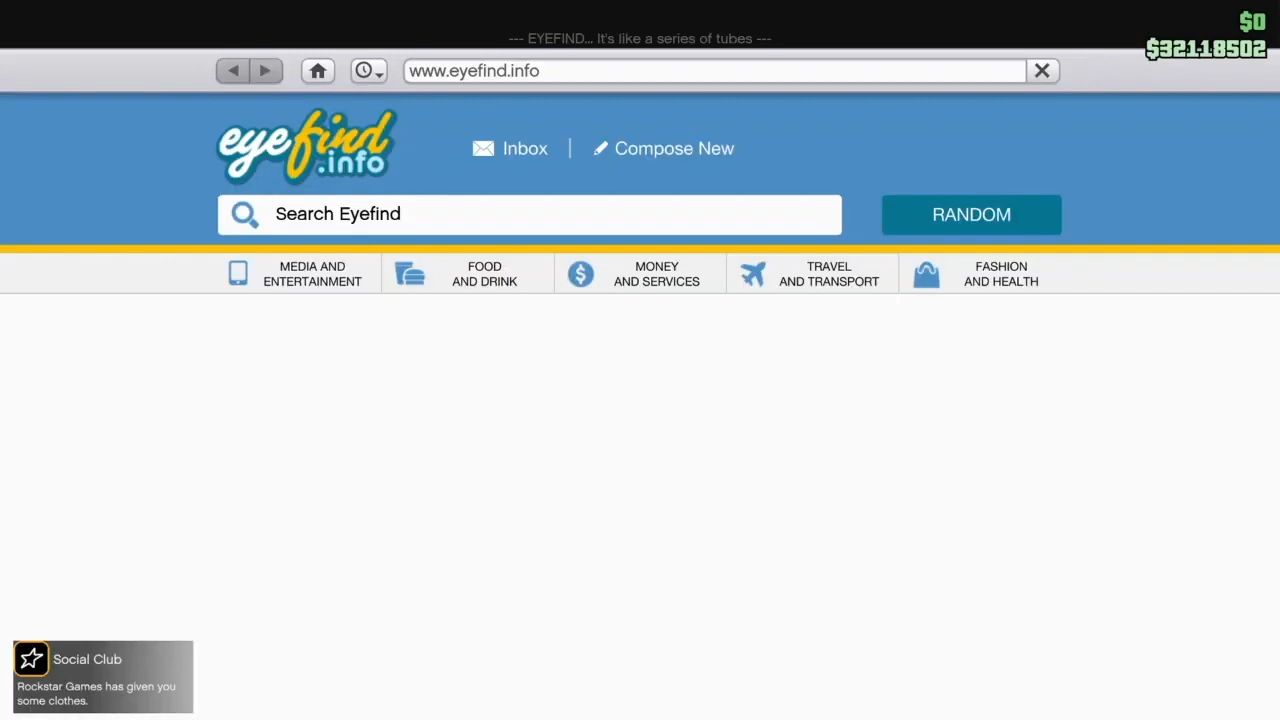 $0
--- EYEFIND... It's like a series of tubes ---
$32118502
www.eyefind.info
eyefind
.info
Inbox
Compose New
Search Eyefind
RANDOM
MEDIA AND
ENTERTAINMENT
FOOD
AND DRINK
MONEY
AND SERVICES
TRAVEL
AND TRANSPORT
FASHION
AND HEALTH
Social Club
Rockstar Games has given you
some clothes.